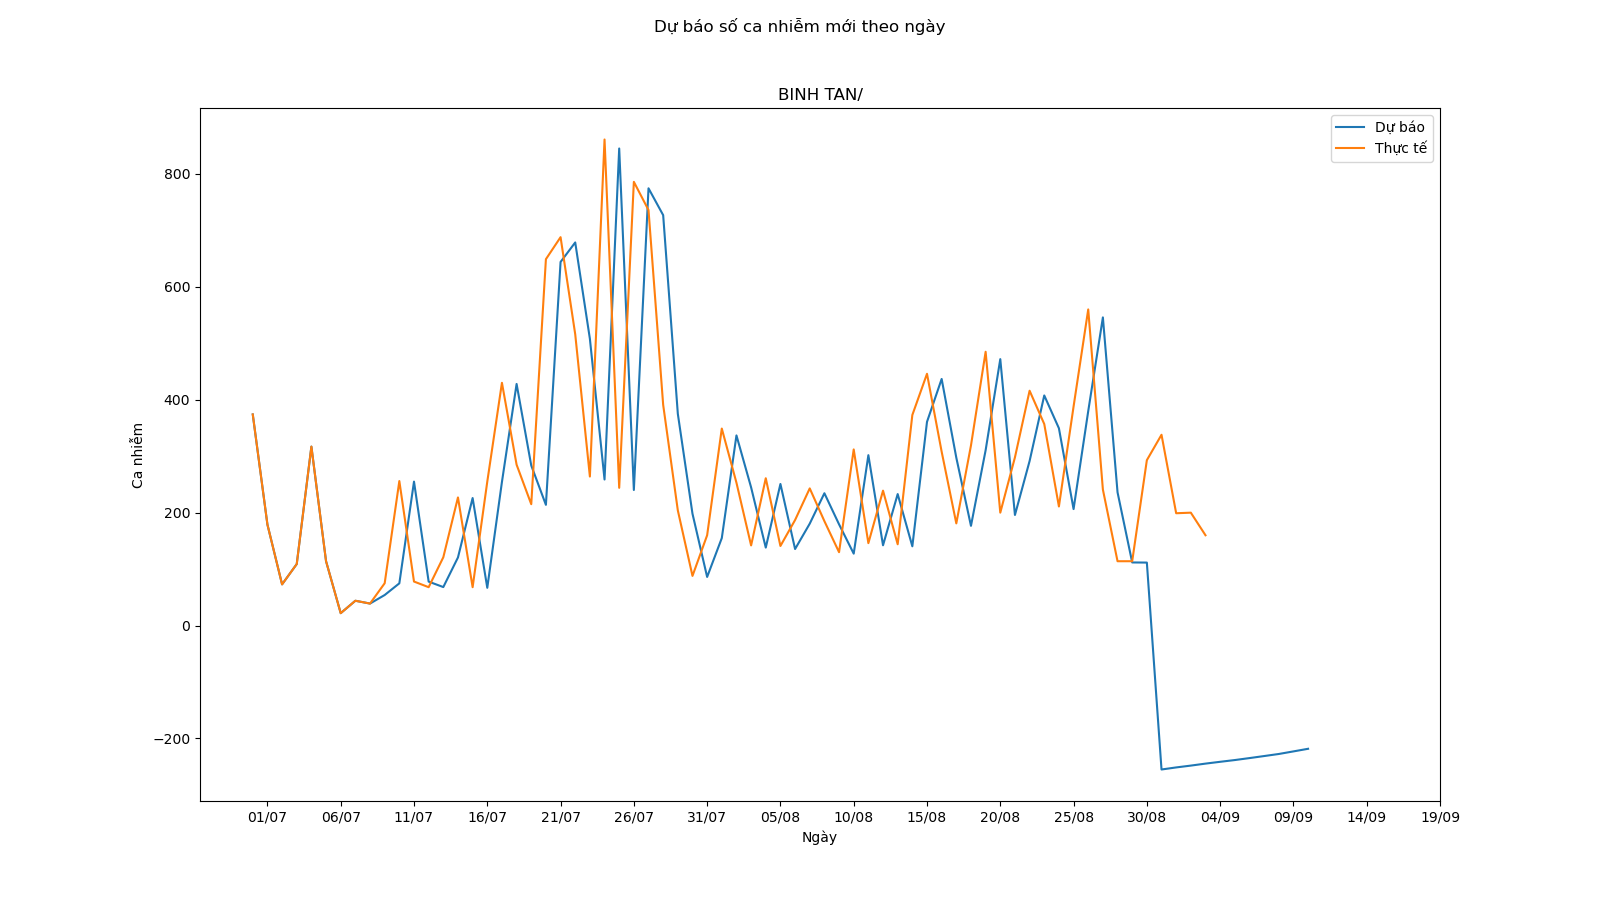 Dự báo số ca nhiễm mới theo ngày
BINH TAN/
Dự báo
Thực tế
800
600
400
200
0
−200
Ca nhiễm
01/07 06/07 11/07 16/07 21/07 26/07 31/07 05/08 10/08 15/08 20/08 25/08 30/08 04/09 09/09 14/09 19/09
Ngày